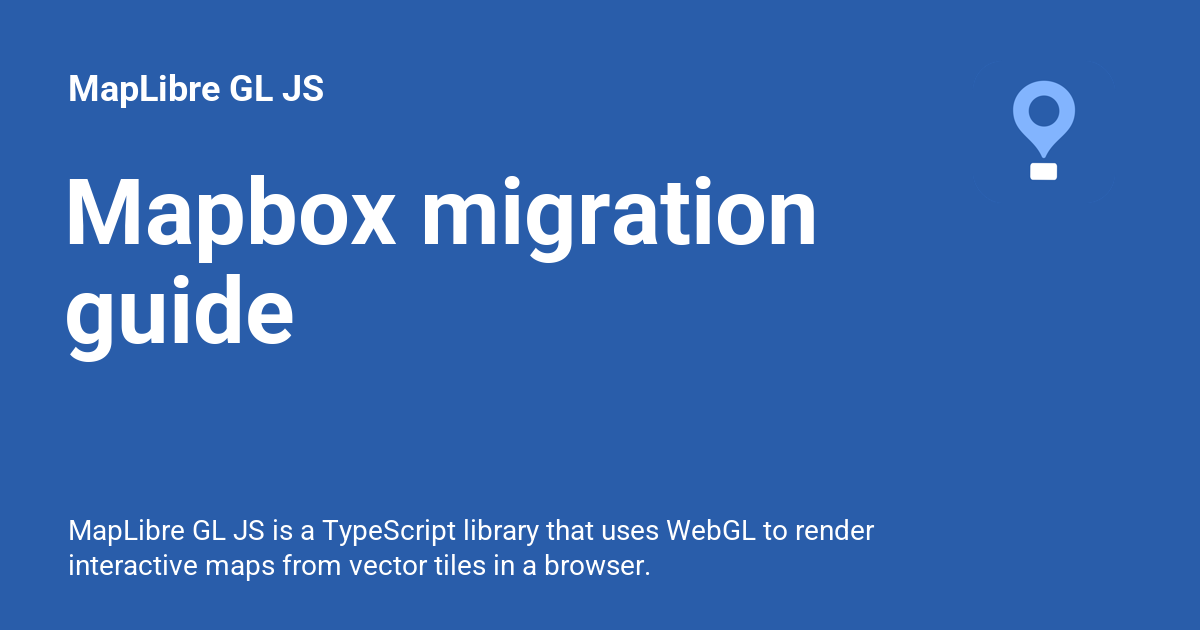 MapLibre GL JS
Mapbox migration
guide
MapLibre GL JS is a TypeScript library that uses WebGL to render
interactive maps from vector tiles in a browser.